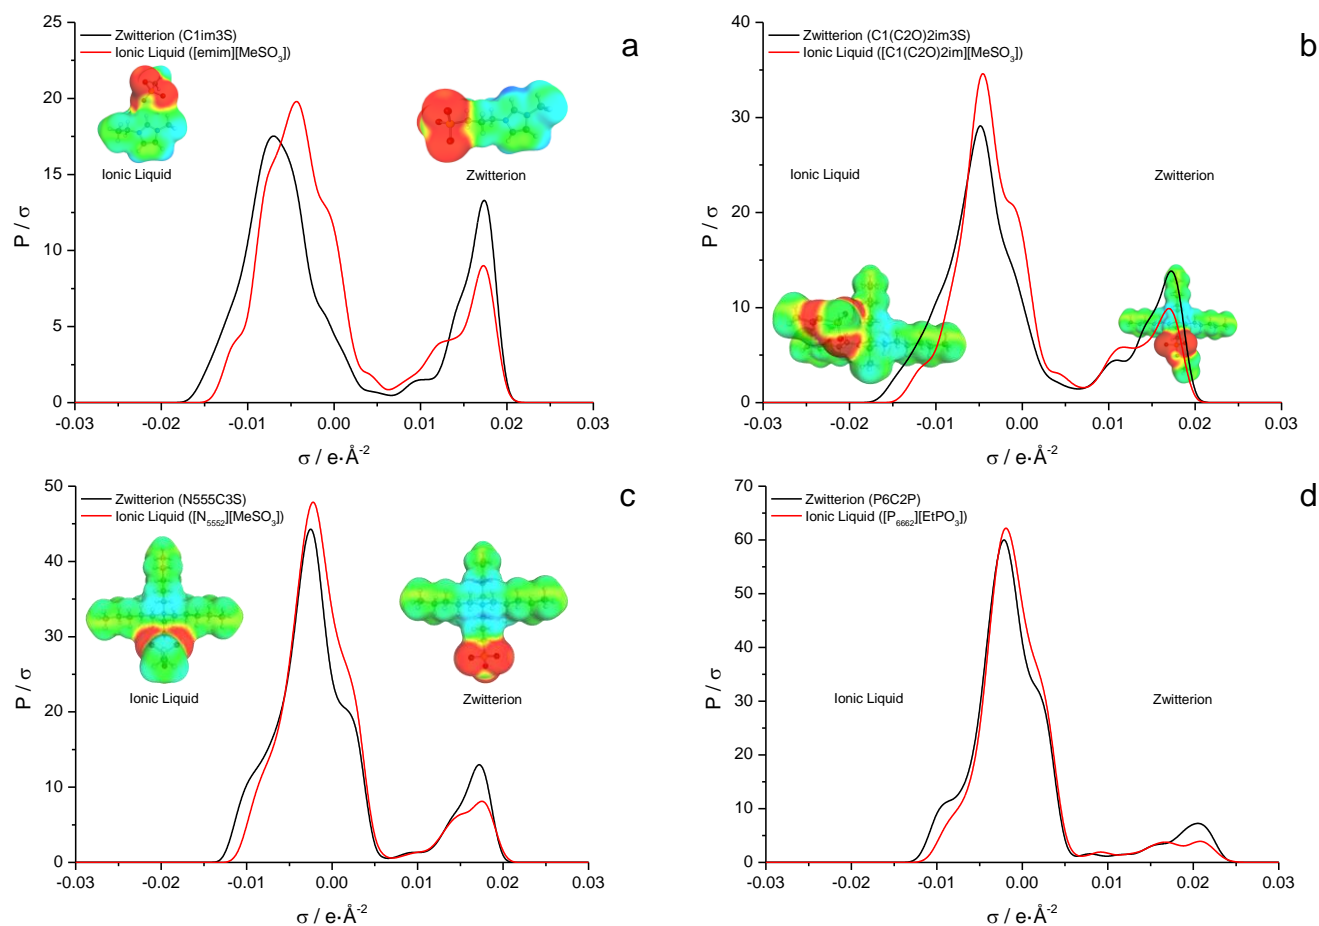 a
Zwitterion (C1im3S)
Ionic Liquid ([emim][MeSO₃])
Ionic Liquid
Zwitterion
25
20
15
10
5
0
P / σ
-0.03 -0.02 -0.01 0.00 0.01 0.02 0.03
σ / e·Å⁻²
b
Zwitterion (C1(C2O)2im3S)
Ionic Liquid ([C1(C2O)2im][MeSO₃])
Ionic Liquid
Zwitterion
40
30
20
10
0
P / σ
-0.03 -0.02 -0.01 0.00 0.01 0.02 0.03
σ / e·Å⁻²
c
Zwitterion (N555C3S)
Ionic Liquid ([N₅₅₅₂][MeSO₃])
Ionic Liquid
Zwitterion
50
40
30
20
10
0
P / σ
-0.03 -0.02 -0.01 0.00 0.01 0.02 0.03
σ / e·Å⁻²
d
Zwitterion (P6C2P)
Ionic Liquid ([P₆₆₆₂][EtPO₃])
Ionic Liquid
Zwitterion
70
60
50
40
30
20
10
0
P / σ
-0.03 -0.02 -0.01 0.00 0.01 0.02 0.03
σ / e·Å⁻²